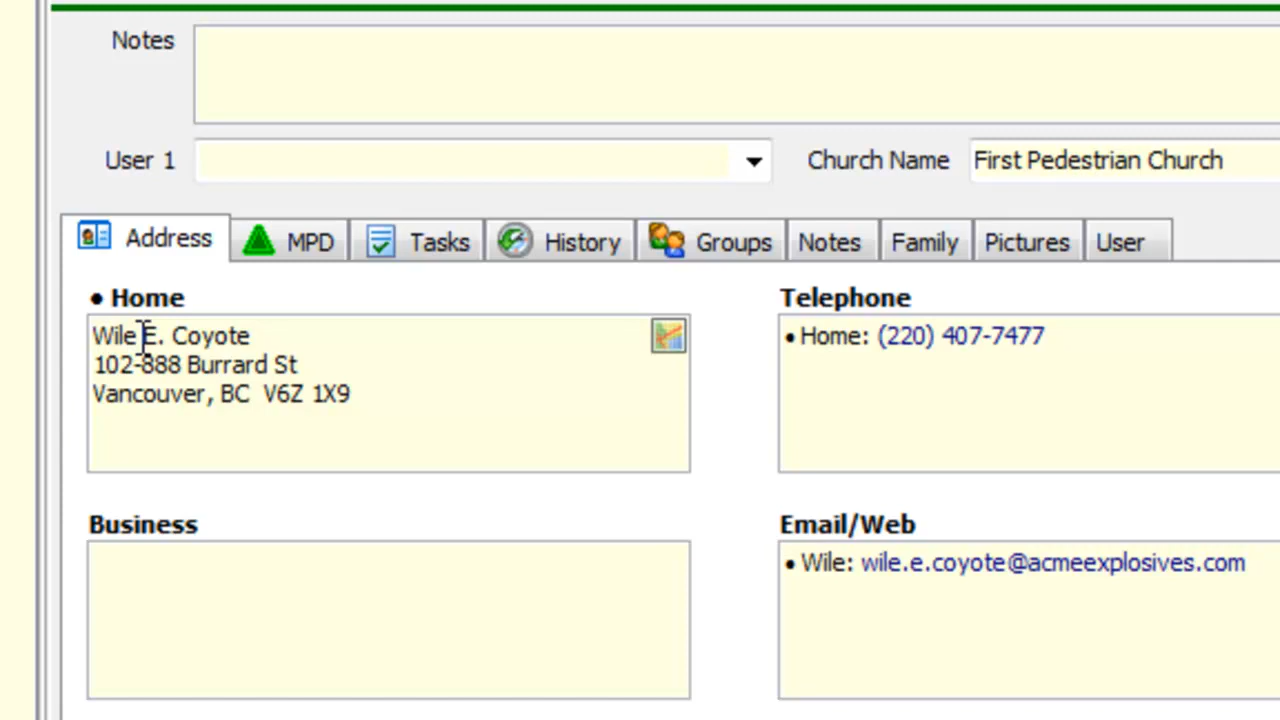 Notes
User 1
Church Name First Pedestrian Church
Address MPD Tasks History Groups Notes Family Pictures User
• Home
Wile E. Coyote
102-888 Burrard St
Vancouver, BC  V6Z 1X9
Telephone
• Home: (220) 407-7477
Business
Email/Web
• Wile: wile.e.coyote@acmeexplosives.com